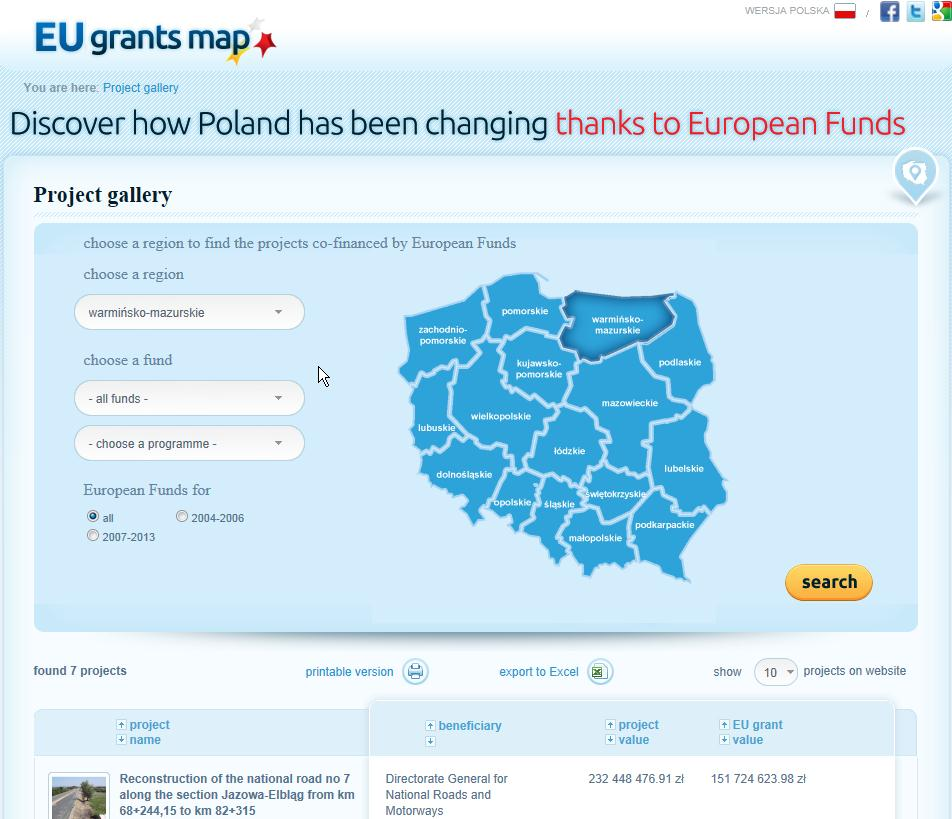 WERSJA POLSKA /
EU grants map
You are here: Project gallery
Discover how Poland has been changing thanks to European Funds
Project gallery
choose a region to find the projects co-financed by European Funds
choose a region
warmińsko-mazurskie
choose a fund
- all funds -
- choose a programme -
European Funds for
all
2004-2006
2007-2013
zachodnio-
pomorskie
pomorskie
warmińsko-
mazurskie
podlaskie
kujawsko-
pomorskie
mazowieckie
wielkopolskie
lubuskie
łódzkie
lubelskie
dolnośląskie
opolskie
śląskie
świętokrzyskie
podkarpackie
małopolskie
search
found 7 projects
printable version
export to Excel
show 10 projects on website
project
name
beneficiary
project
value
EU grant
value
Reconstruction of the national road no 7
along the section Jazowa-Elbląg from km
68+244,15 to km 82+315
Directorate General for
National Roads and
Motorways
232 448 476.91 zł
151 724 623.98 zł